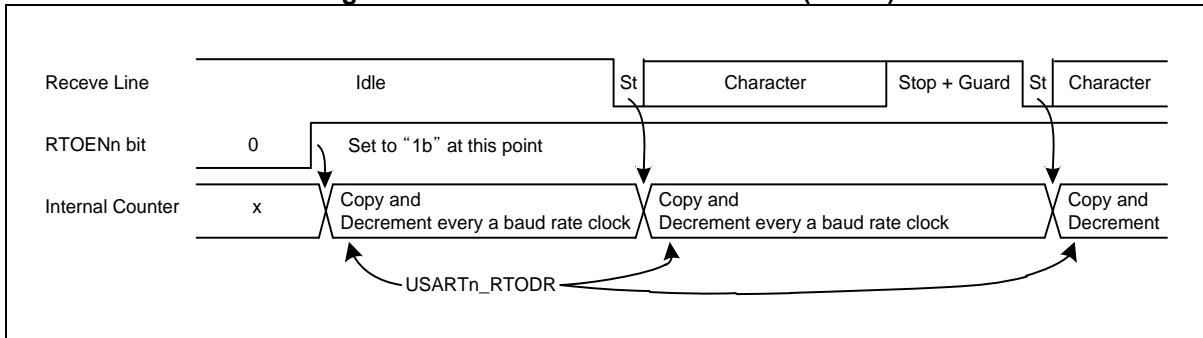 Receve Line
Idle
St
Character
Stop + Guard
St
Character
RTOENn bit
0
Set to “1b” at this point
Internal Counter
x
Copy and
Decrement every a baud rate clock
Copy and
Decrement every a baud rate clock
Copy and
Decrement
USARTn_RTODR